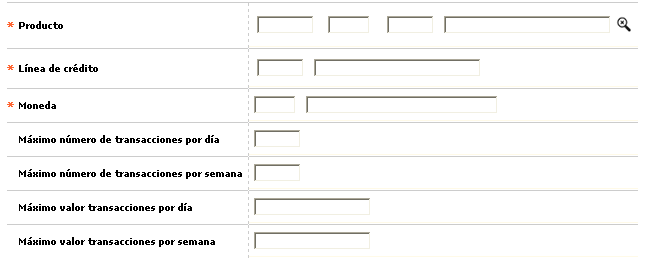 * Producto
* Línea de crédito
* Moneda
Máximo número de transacciones por día
Máximo número de transacciones por semana
Máximo valor transacciones por día
Máximo valor transacciones por semana